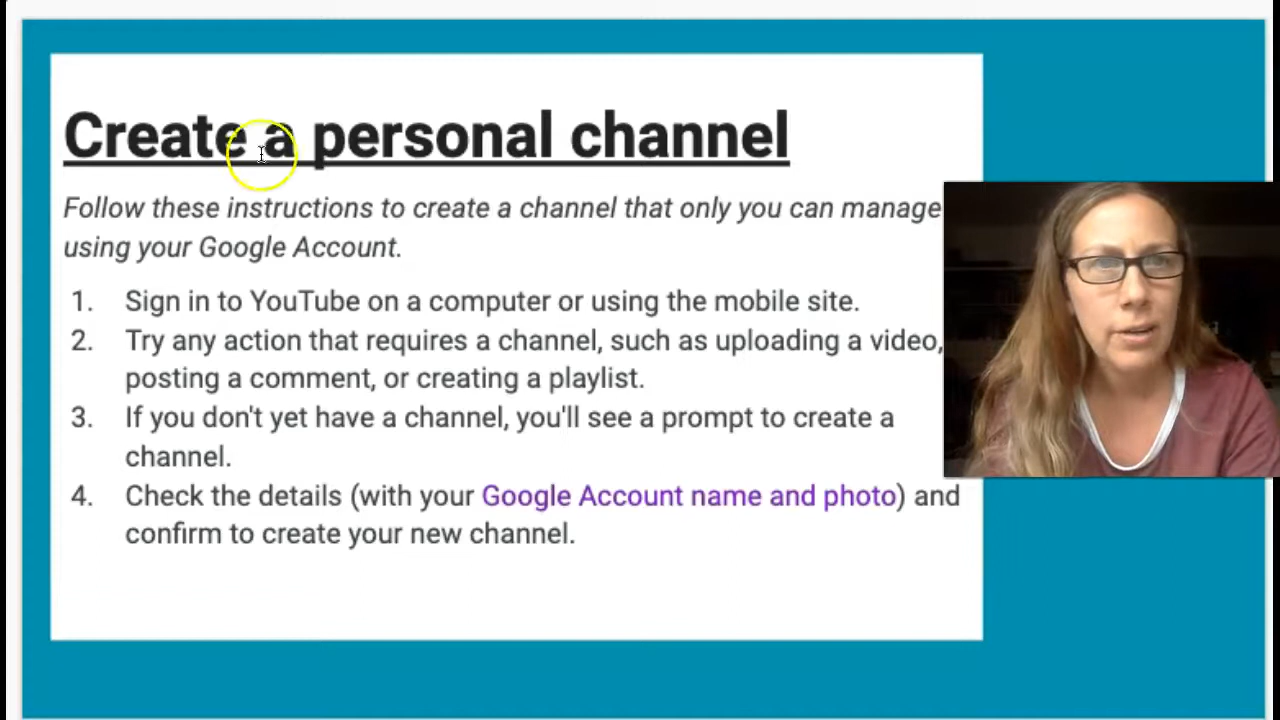 Create a personal channel
Follow these instructions to create a channel that only you can manage
using your Google Account.
1. Sign in to YouTube on a computer or using the mobile site.
2. Try any action that requires a channel, such as uploading a video,
posting a comment, or creating a playlist.
3. If you don't yet have a channel, you'll see a prompt to create a
channel.
4. Check the details (with your Google Account name and photo) and
confirm to create your new channel.